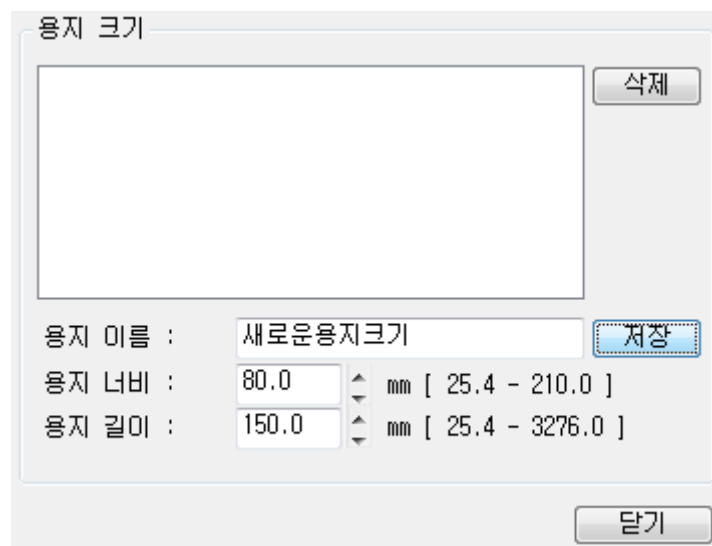 용지 크기
삭제
용지 이름 : 새로운용지크기 저장
용지 너비 : 80.0 mm [ 25.4 - 210.0 ]
용지 길이 : 150.0 mm [ 25.4 - 3276.0 ]
닫기